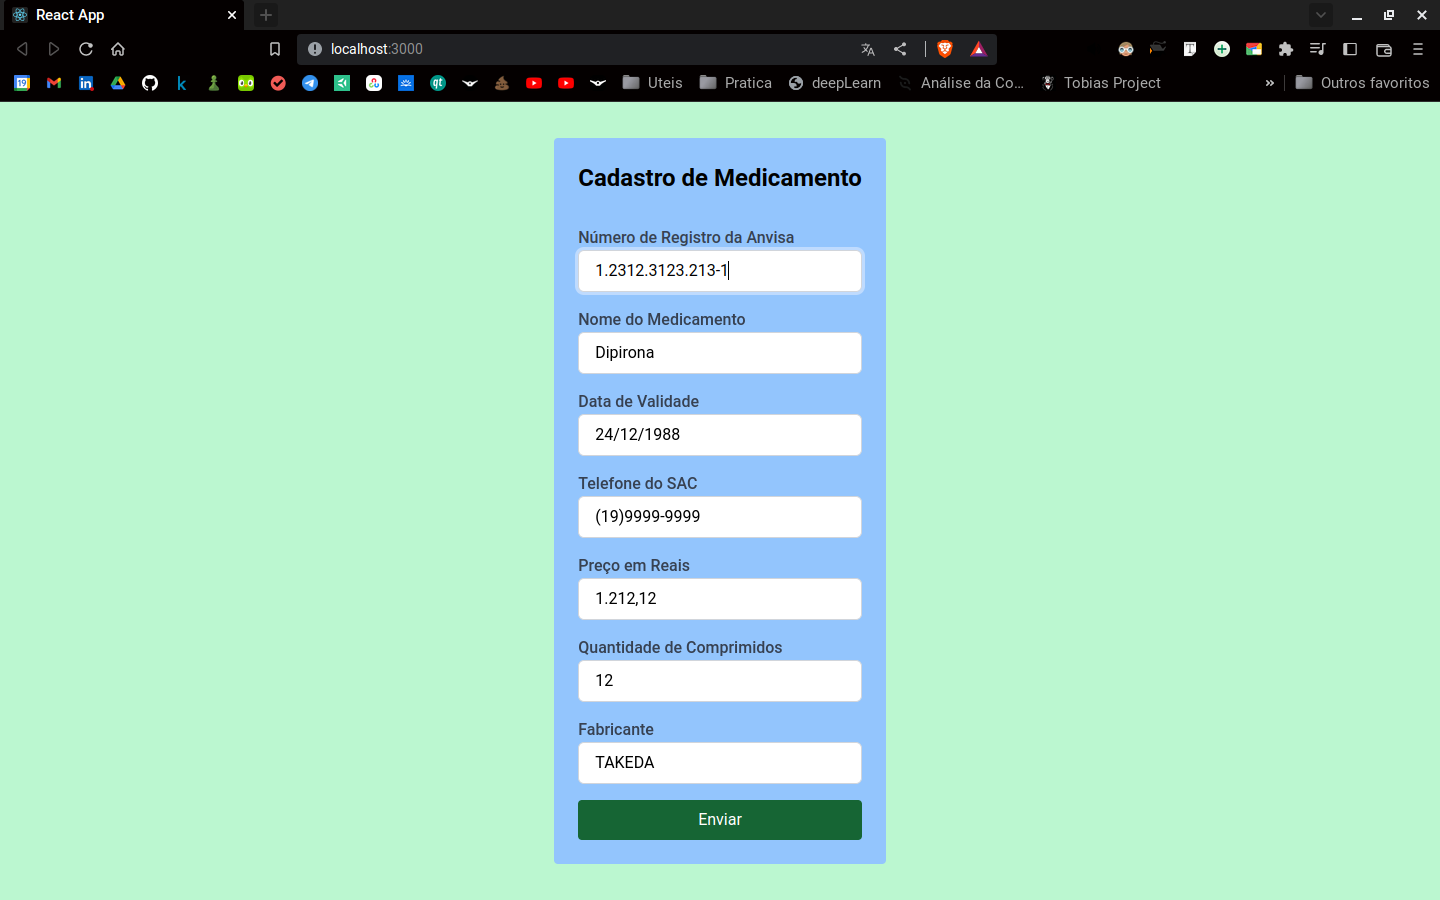 React App
localhost:3000
Uteis
Pratica
deepLearn
Análise da Co...
Tobias Project
»
Outros favoritos
Cadastro de Medicamento
Número de Registro da Anvisa
1.2312.3123.213-1
Nome do Medicamento
Dipirona
Data de Validade
24/12/1988
Telefone do SAC
(19)9999-9999
Preço em Reais
1.212,12
Quantidade de Comprimidos
12
Fabricante
TAKEDA
Enviar